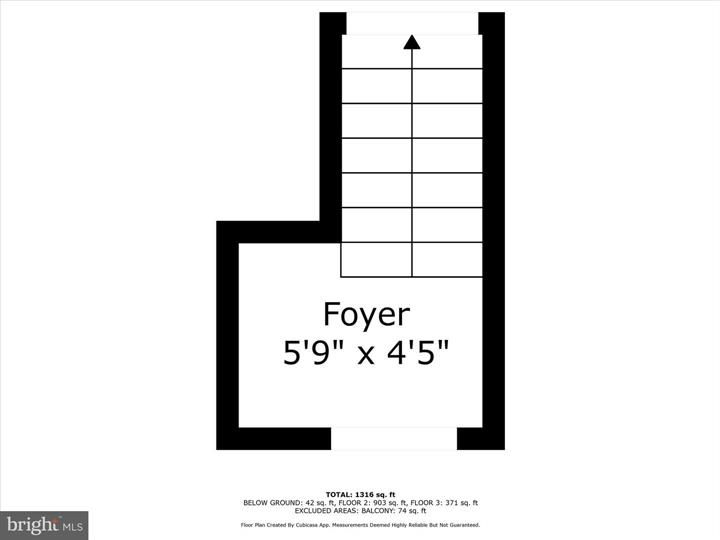 Foyer
5'9" x 4'5"
TOTAL: 1316 sq. ft
BELOW GROUND: 42 sq. ft, FLOOR 2: 903 sq. ft, FLOOR 3: 371 sq. ft
EXCLUDED AREAS: BALCONY: 74 sq. ft
Floor Plan Created By Cubicasa App. Measurements Deemed Highly Reliable But Not Guaranteed.
bright MLS